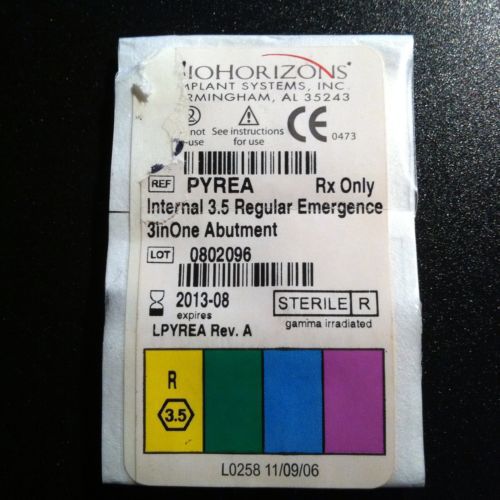 IOHORIZONS®
MPLANT SYSTEMS, INC.
RMINGHAM, AL 35243
not See instructions
-use for use
CE 0473
REF PYREA Rx Only
Internal 3.5 Regular Emergence
3inOne Abutment
LOT 0802096
2013-08 STERILE R
expires gamma irradiated
LPYREA Rev. A
R
3.5
L0258 11/09/06